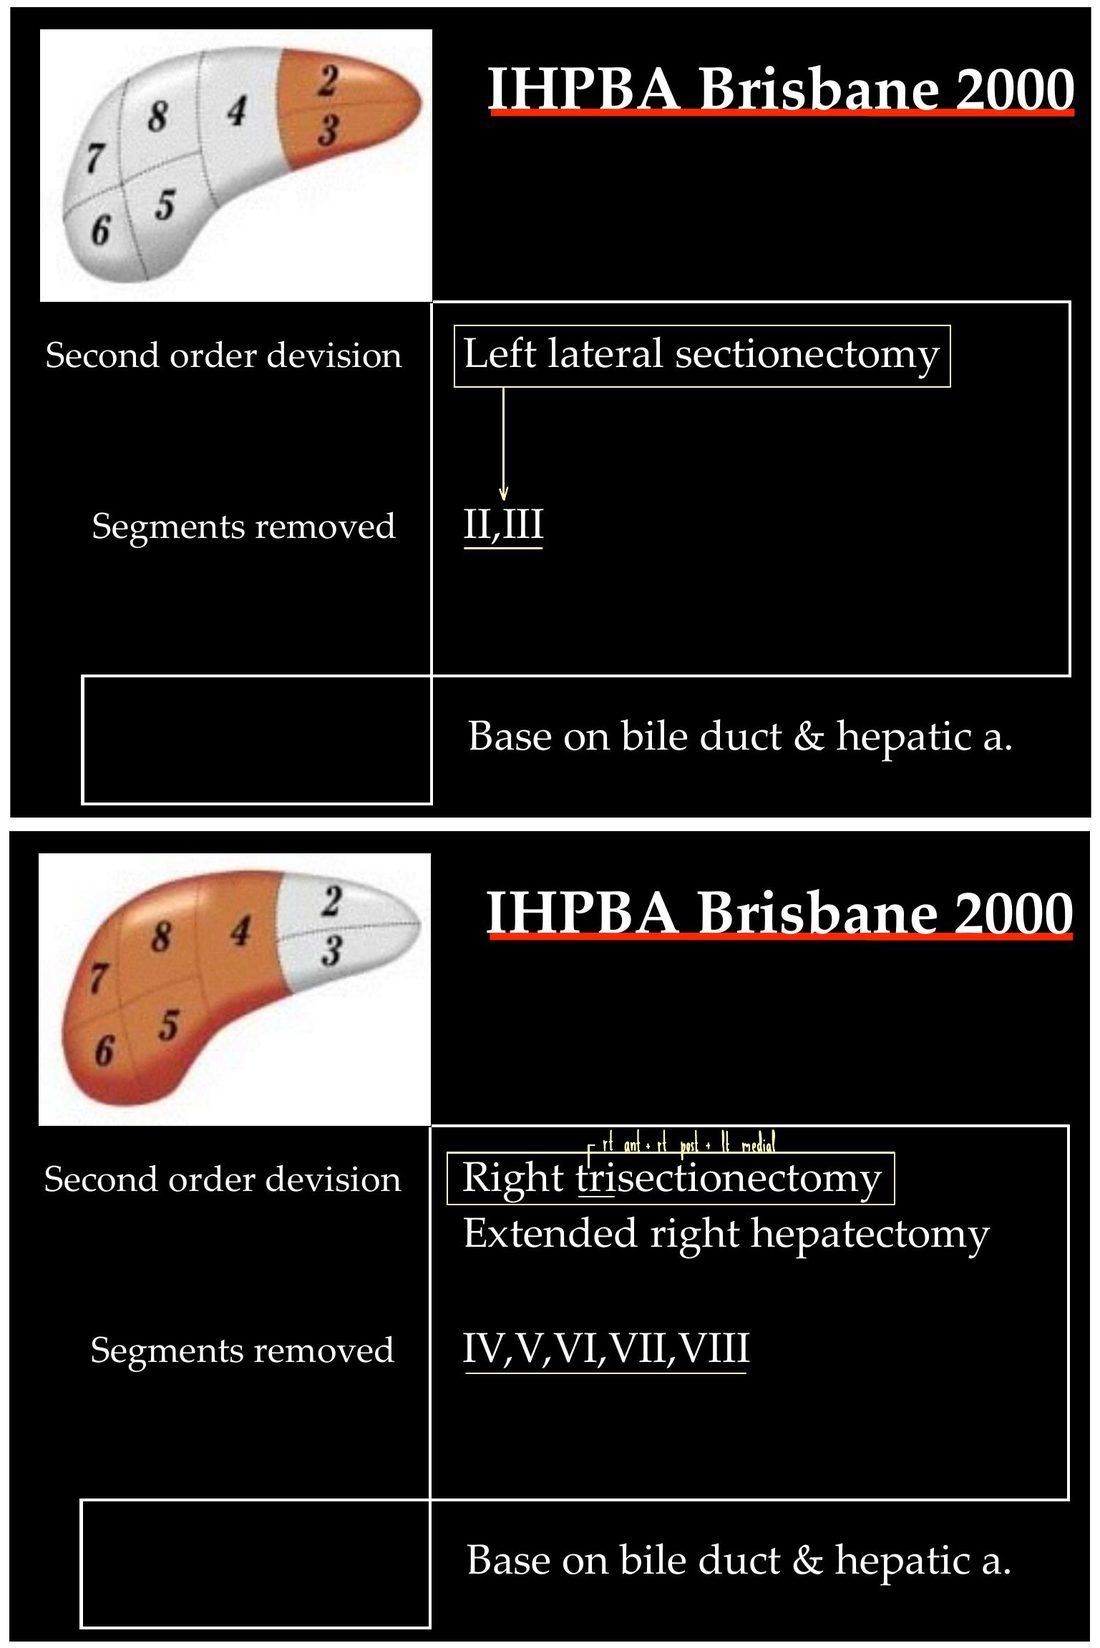 2
8
4
3
7
5
6
IHPBA Brisbane 2000
Second order devision
Left lateral sectionectomy
Segments removed
II,III
Base on bile duct & hepatic a.
2
8
4
3
7
5
6
IHPBA Brisbane 2000
rt ant + rt post + lt medial
Second order devision
Right trisectionectomy
Extended right hepatectomy
Segments removed
IV,V,VI,VII,VIII
Base on bile duct & hepatic a.